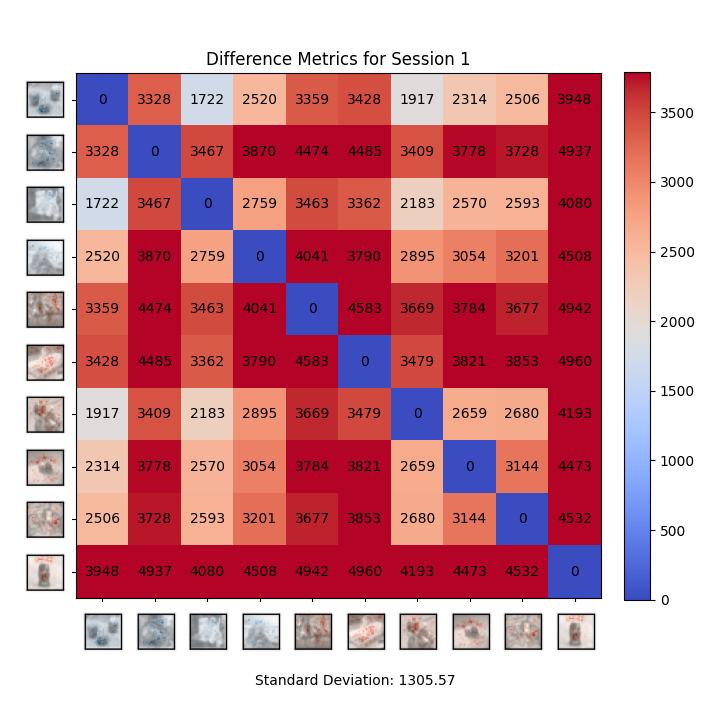 Difference Metrics for Session 1
0 3328 1722 2520 3359 3428 1917 2314 2506 3948
3328 0 3467 3870 4474 4485 3409 3778 3728 4937
1722 3467 0 2759 3463 3362 2183 2570 2593 4080
2520 3870 2759 0 4041 3790 2895 3054 3201 4508
3359 4474 3463 4041 0 4583 3669 3784 3677 4942
3428 4485 3362 3790 4583 0 3479 3821 3853 4960
1917 3409 2183 2895 3669 3479 0 2659 2680 4193
2314 3778 2570 3054 3784 3821 2659 0 3144 4473
2506 3728 2593 3201 3677 3853 2680 3144 0 4532
3948 4937 4080 4508 4942 4960 4193 4473 4532 0
3500
3000
2500
2000
1500
1000
500
0
Standard Deviation: 1305.57